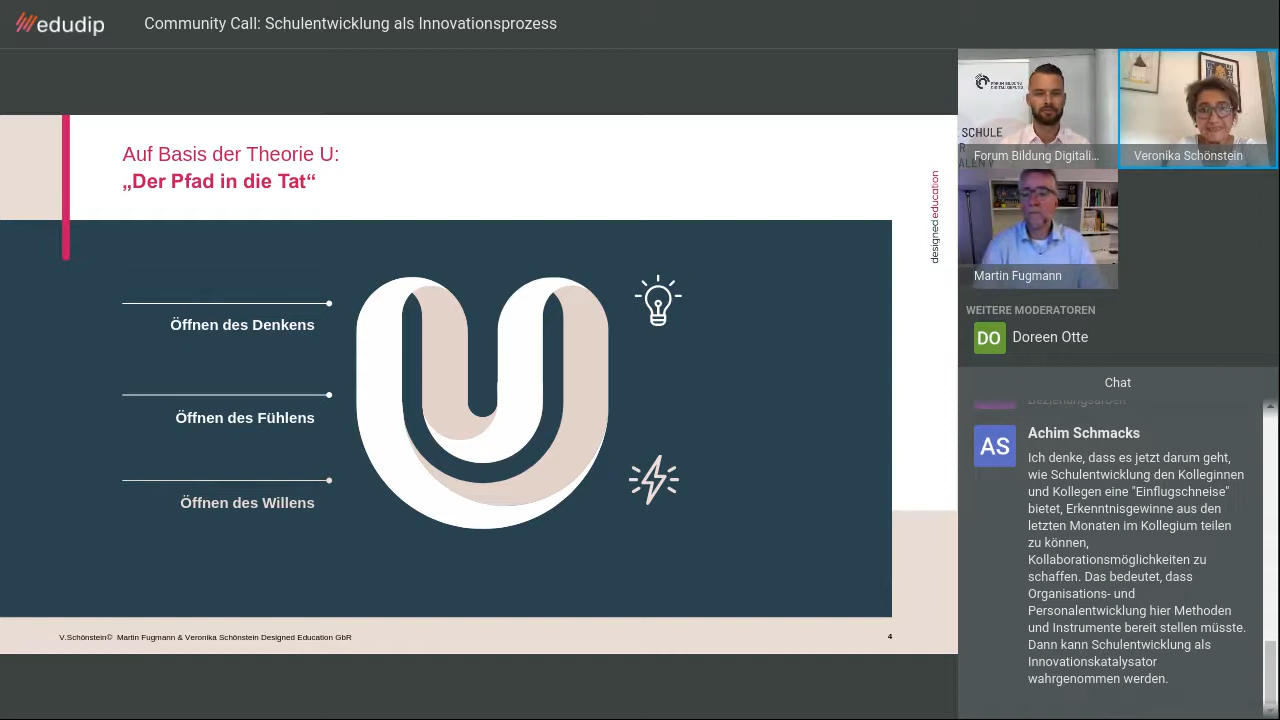 edudip
Community Call: Schulentwicklung als Innovationsprozess
Auf Basis der Theorie U:
„Der Pfad in die Tat“
designededucation
Öffnen des Denkens
Öffnen des Fühlens
Öffnen des Willens
V.Schönstein© Martin Fugmann & Veronika Schönstein Designed Education GbR
4
FORUM BILDUNG
DIGITALISIERUNG
SCHULE
Forum Bildung Digitali...
Veronika Schönstein
Martin Fugmann
WEITERE MODERATOREN
DO
Doreen Otte
Chat
Beziehungsarbeit
AS
Achim Schmacks
Ich denke, dass es jetzt darum geht,
wie Schulentwicklung den Kolleginnen
und Kollegen eine "Einflugschneise"
bietet, Erkenntnisgewinne aus den
letzten Monaten im Kollegium teilen
zu können,
Kollaborationsmöglichkeiten zu
schaffen. Das bedeutet, dass
Organisations- und
Personalentwicklung hier Methoden
und Instrumente bereit stellen müsste.
Dann kann Schulentwicklung als
Innovationskatalysator
wahrgenommen werden.